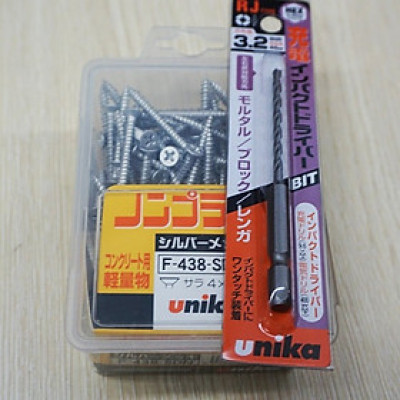 ノンプラ
シルバーメッ
コンクリート用
軽量物
F-438-S
サラ 4×
unika
RJ
HEX
3.2
充電
インパクトドライバー
BIT
モルタル/ブロック/レンガ
インパクトドライバーに
ワンタッチ装着
インパクトドライバー
unika